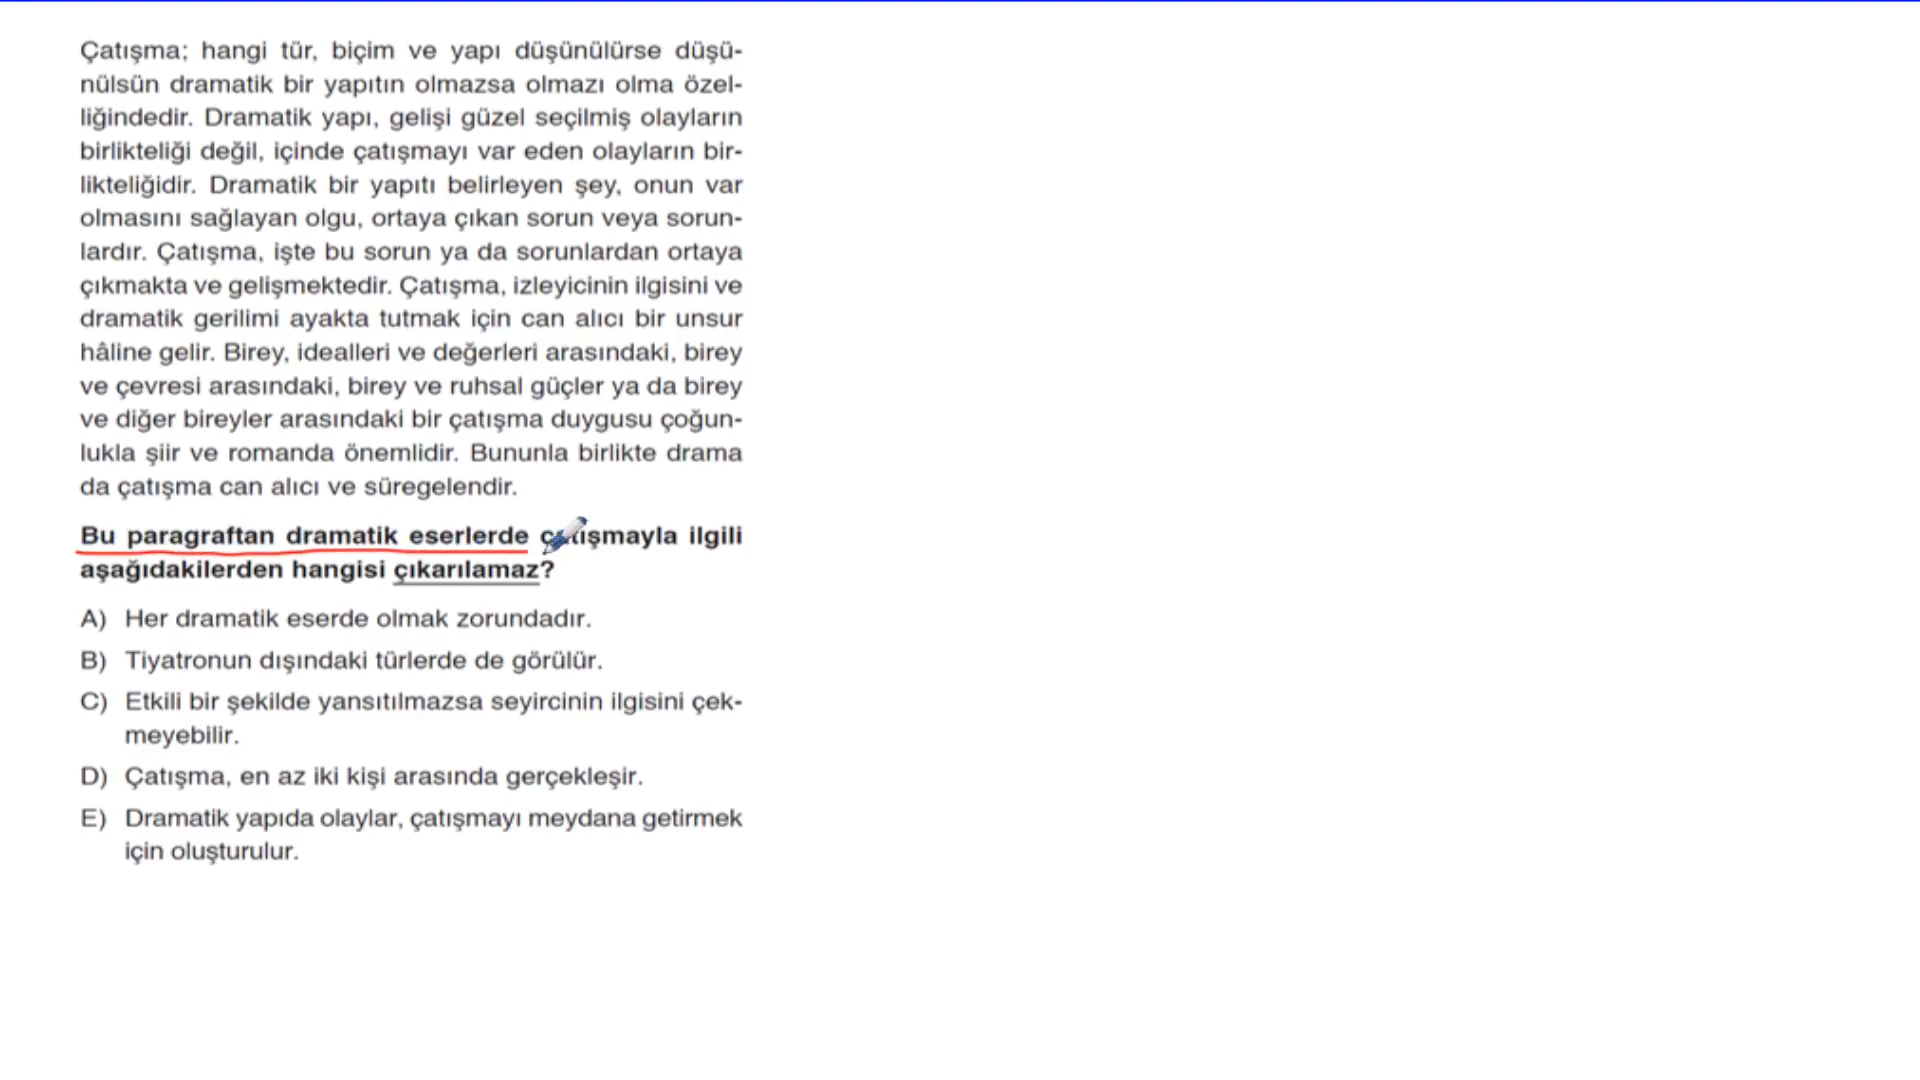 Çatışma; hangi tür, biçim ve yapı düşünülürse düşü-
nülsün dramatik bir yapıtın olmazsa olmazı olma özel-
liğindedir. Dramatik yapı, gelişi güzel seçilmiş olayların
birlikteliği değil, içinde çatışmayı var eden olayların bir-
likteliğidir. Dramatik bir yapıtı belirleyen şey, onun var
olmasını sağlayan olgu, ortaya çıkan sorun veya sorun-
lardır. Çatışma, işte bu sorun ya da sorunlardan ortaya
çıkmakta ve gelişmektedir. Çatışma, izleyicinin ilgisini ve
dramatik gerilimi ayakta tutmak için can alıcı bir unsur
hâline gelir. Birey, idealleri ve değerleri arasındaki, birey
ve çevresi arasındaki, birey ve ruhsal güçler ya da birey
ve diğer bireyler arasındaki bir çatışma duygusu çoğun-
lukla şiir ve romanda önemlidir. Bununla birlikte drama
da çatışma can alıcı ve süregelendir.
Bu paragraftan dramatik eserlerde çatışmayla ilgili
aşağıdakilerden hangisi çıkarılamaz?
A) Her dramatik eserde olmak zorundadır.
B) Tiyatronun dışındaki türlerde de görülür.
C) Etkili bir şekilde yansıtılmazsa seyircinin ilgisini çek-
meyebilir.
D) Çatışma, en az iki kişi arasında gerçekleşir.
E) Dramatik yapıda olaylar, çatışmayı meydana getirmek
için oluşturulur.